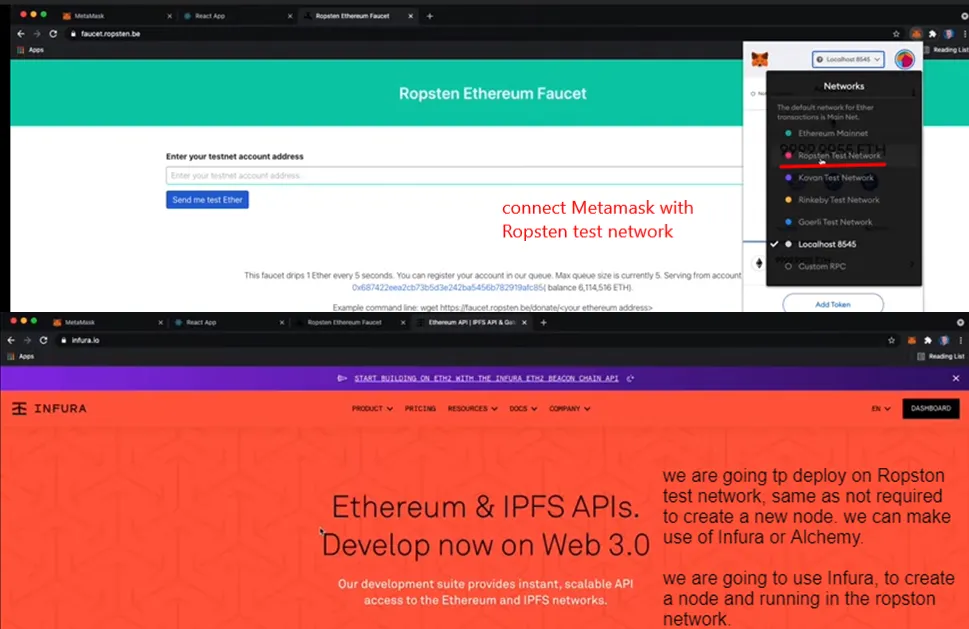 MetaMask
React App
Ropsten Ethereum Faucet
faucet.ropsten.be
Apps
Reading List
Localhost 8545
Ropsten Ethereum Faucet
Networks
The default network for Ether
transactions is Main Net.
Ethereum Mainnet
Ropsten Test Network
Kovan Test Network
Rinkeby Test Network
Goerli Test Network
Localhost 8545
Custom RPC
Add Token
Enter your testnet account address
Enter your testnet account address
Send me test Ether
connect Metamask with
Ropsten test network
This faucet drips 1 Ether every 5 seconds. You can register your account in our queue. Max queue size is currently 5. Serving from account
0x687422eea2cb73b5d3e242ba5456b782919afc85( balance 6,114,516 ETH).
Example command line: wget https://faucet.ropsten.be/donate/<your ethereum address>
MetaMask
React App
Ropsten Ethereum Faucet
Ethereum API | IPFS API & Gat
infura.io
Apps
Reading List
START BUILDING ON ETH2 WITH THE INFURA ETH2 BEACON CHAIN API
INFURA
PRODUCT
PRICING
RESOURCES
DOCS
COMPANY
EN
DASHBOARD
Ethereum & IPFS APIs.
Develop now on Web 3.0
Our development suite provides instant, scalable API
access to the Ethereum and IPFS networks.
we are going tp deploy on Ropston
test network, same as not required
to create a new node. we can make
use of Infura or Alchemy.
we are going to use Infura, to create
a node and running in the ropston
network.